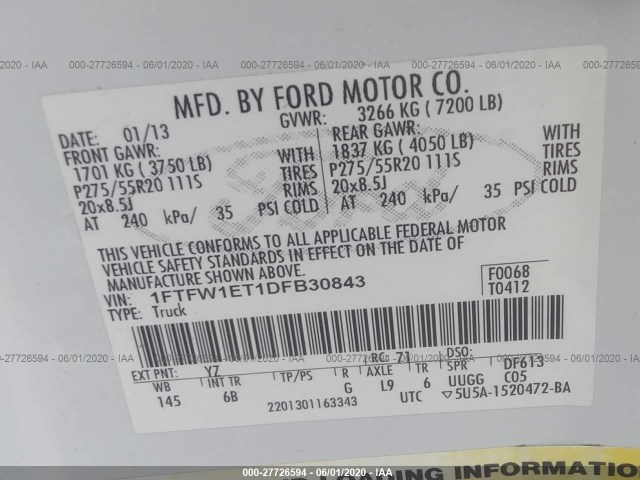 000-27726594 - 06/01/2020 - IAA
MFD. BY FORD MOTOR CO.
DATE: 01/13 GVWR: 3266 KG ( 7200 LB)
FRONT GAWR: REAR GAWR:
1701 KG ( 3750 LB) WITH 1837 KG ( 4050 LB) WITH
P275/55R20 111S TIRES P275/55R20 111S TIRES
20x8.5J RIMS 20x8.5J RIMS
AT 240 kPa/ 35 PSI COLD AT 240 kPa/ 35 PSI COLD
THIS VEHICLE CONFORMS TO ALL APPLICABLE FEDERAL MOTOR
VEHICLE SAFETY STANDARDS IN EFFECT ON THE DATE OF
MANUFACTURE SHOWN ABOVE.
VIN: 1FTFW1ET1DFB30843 F0068
TYPE: Truck T0412
EXT PNT: YZ RC: 71 DSO:
WB INT TR TP/PS R AXLE TR SPR DF613
145 6B G L9 6 UUGG C05
2201301163343 UTC ▽5U5A-1520472-BA
000-27726594 - 06/01/2020 - IAA
LOADING INFORMATION